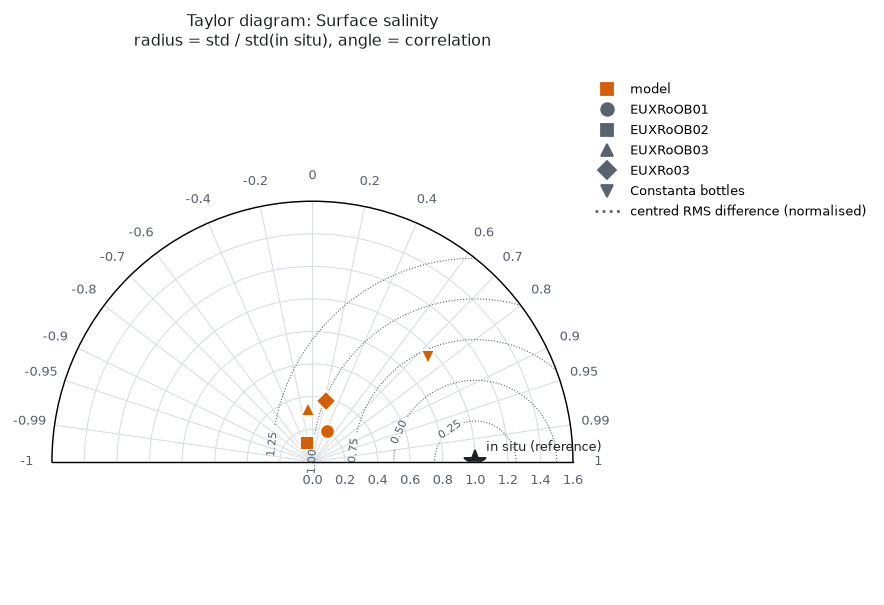 Taylor diagram: Surface salinity
radius = std / std(in situ), angle = correlation
model
EUXRoOB01
EUXRoOB02
EUXRoOB03
EUXRo03
Constanta bottles
centred RMS difference (normalised)
0
-0.2
0.2
-0.4
0.4
-0.6
0.6
-0.7
0.7
-0.8
0.8
-0.9
0.9
-0.95
0.95
-0.99
0.99
-1
1
1.25
1.00
0.75
0.50
0.25
in situ (reference)
0.0 0.2 0.4 0.6 0.8 1.0 1.2 1.4 1.6